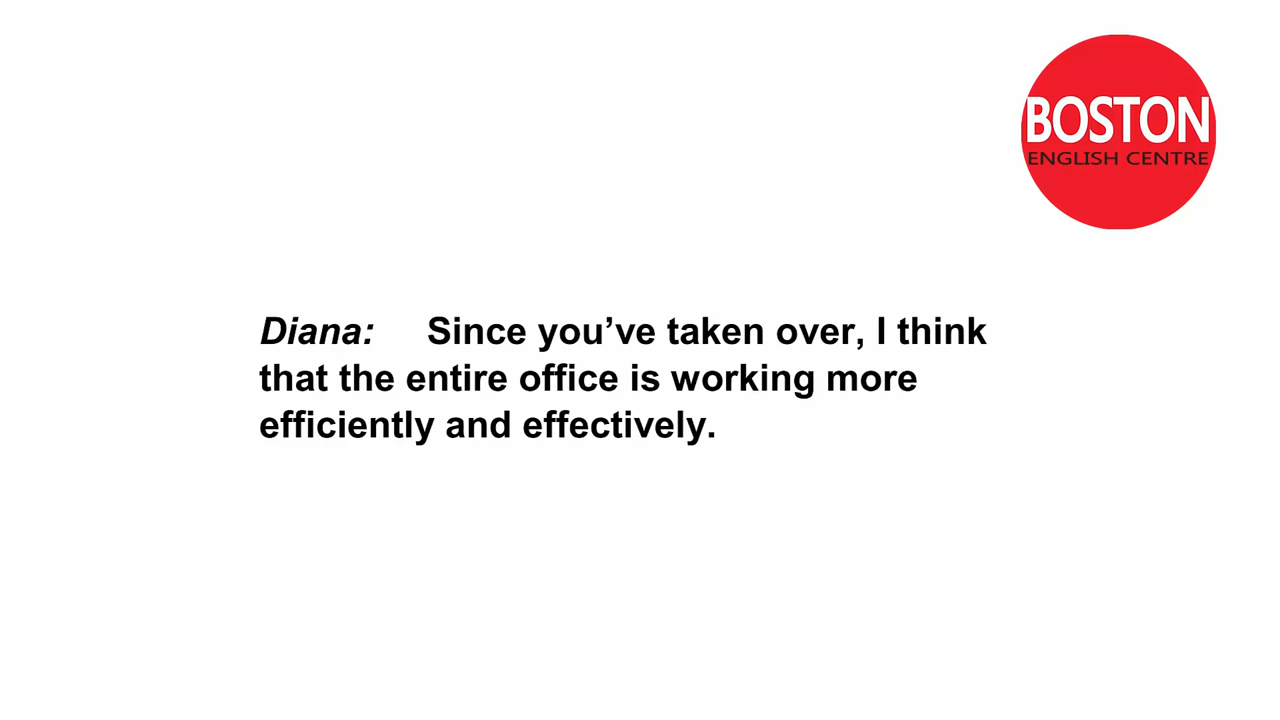 BOSTON
ENGLISH CENTRE
Diana: Since you’ve taken over, I think
that the entire office is working more
efficiently and effectively.